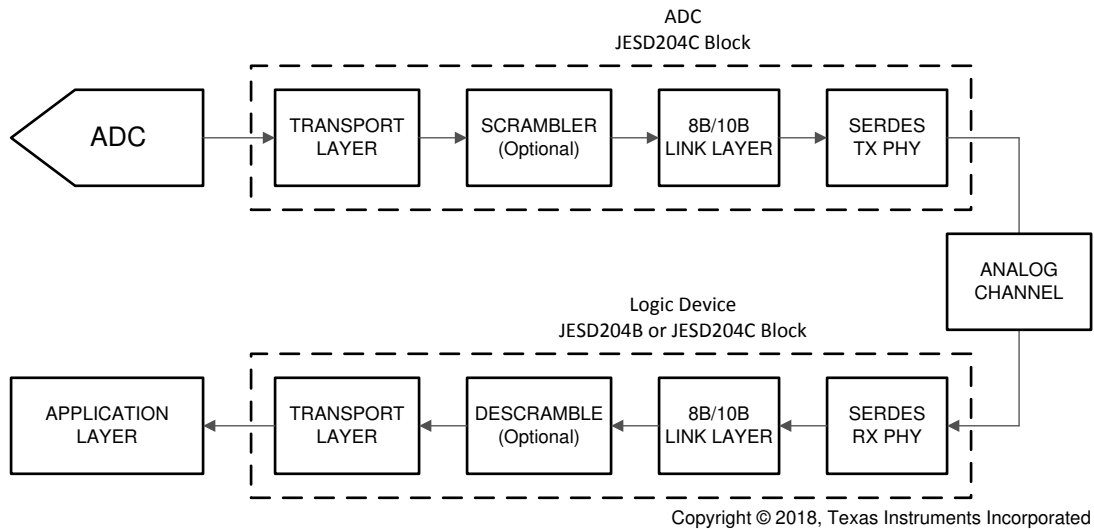 ADC
JESD204C Block
ADC
TRANSPORT
LAYER
SCRAMBLER
(Optional)
8B/10B
LINK LAYER
SERDES
TX PHY
ANALOG
CHANNEL
Logic Device
JESD204B or JESD204C Block
APPLICATION
LAYER
TRANSPORT
LAYER
DESCRAMBLE
(Optional)
8B/10B
LINK LAYER
SERDES
RX PHY
Copyright © 2018, Texas Instruments Incorporated